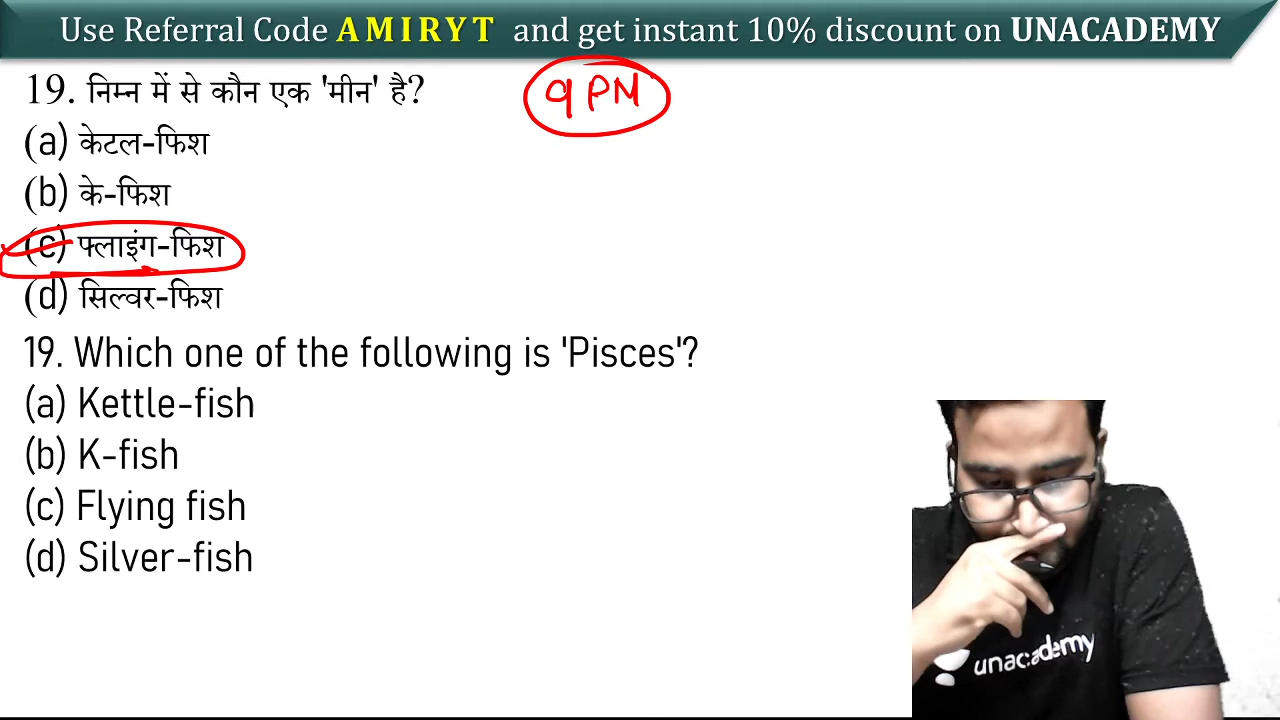 Use Referral Code A M I R Y T and get instant 10% discount on UNACADEMY
19. निम्न में से कौन एक 'मीन' है?
9 PM
(a) केटल-फिश
(b) के-फिश
(c) फ्लाइंग-फिश
(d) सिल्वर-फिश
19. Which one of the following is 'Pisces'?
(a) Kettle-fish
(b) K-fish
(c) Flying fish
(d) Silver-fish
unacademy